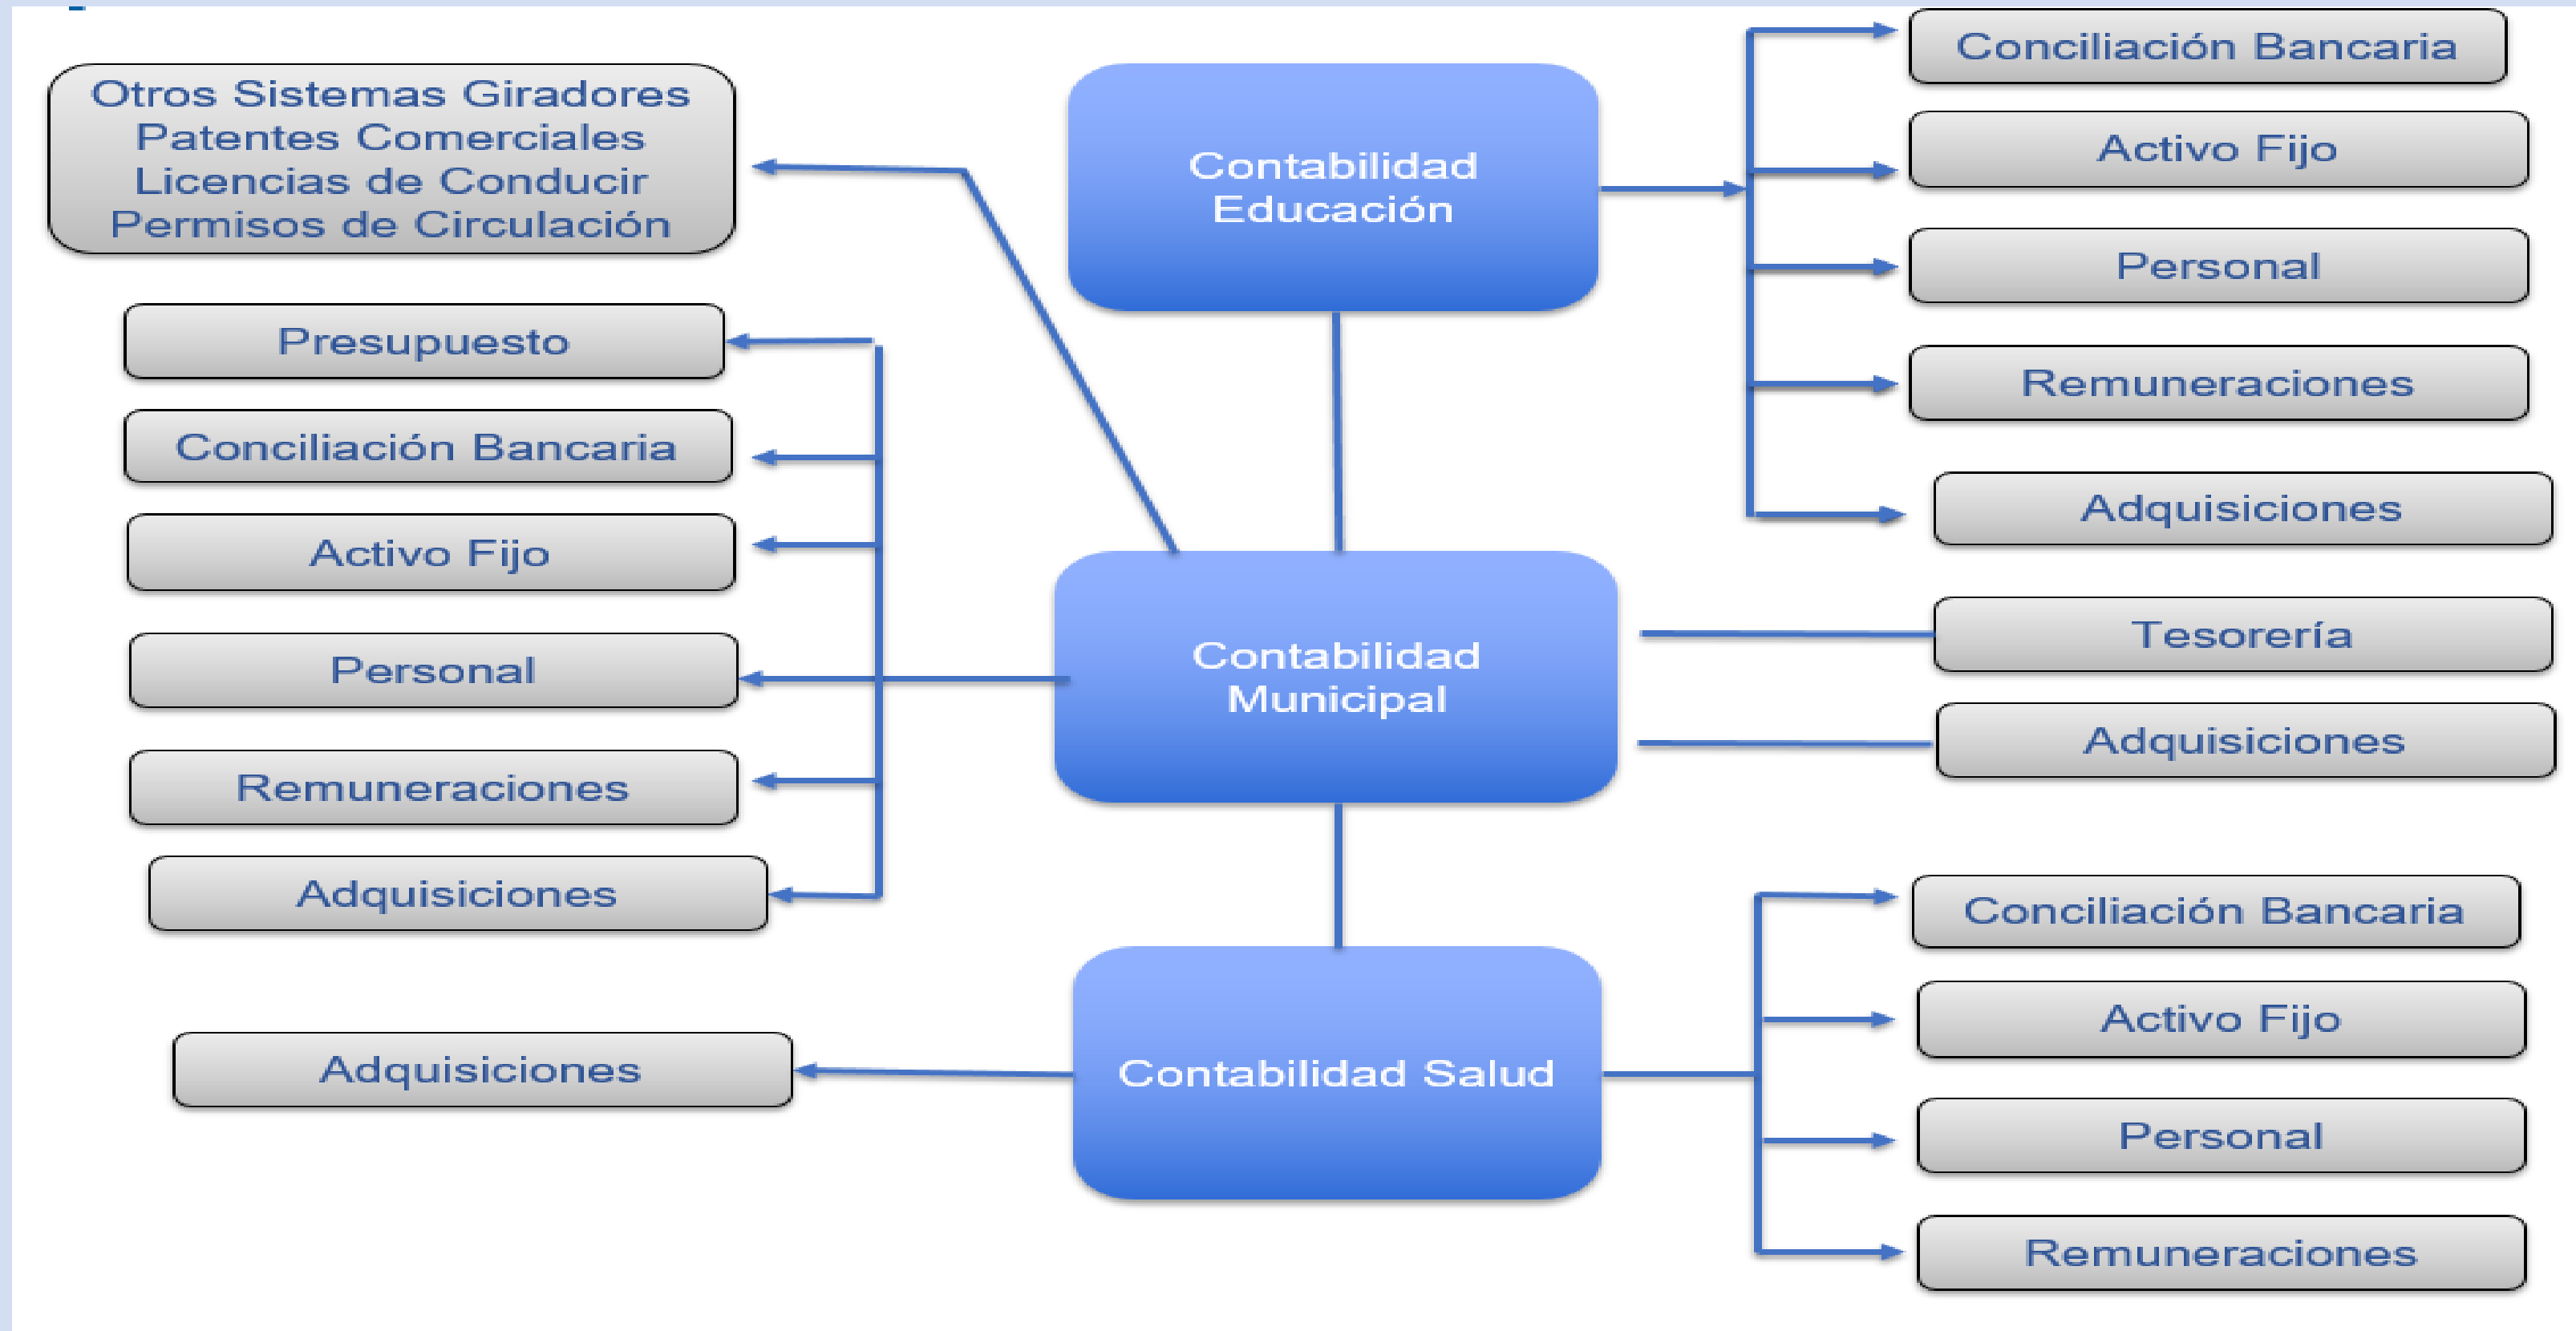 Otros Sistemas Giradores
Patentes Comerciales
Licencias de Conducir
Permisos de Circulación
Presupuesto
Conciliación Bancaria
Activo Fijo
Personal
Remuneraciones
Adquisiciones
Adquisiciones
Contabilidad
Educación
Contabilidad
Municipal
Contabilidad Salud
Conciliación Bancaria
Activo Fijo
Personal
Remuneraciones
Adquisiciones
Tesorería
Adquisiciones
Conciliación Bancaria
Activo Fijo
Personal
Remuneraciones